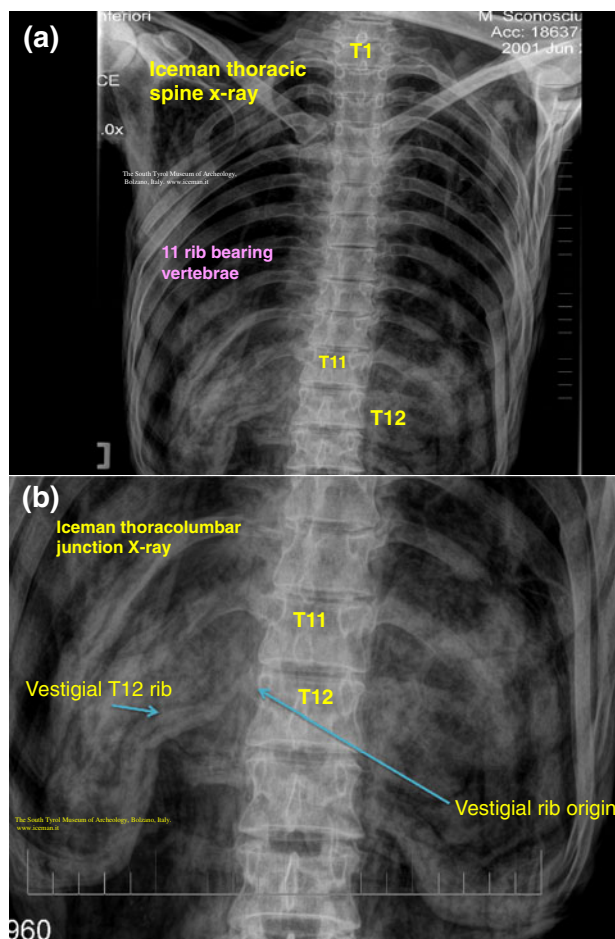 (a)
nferiori
M Sconosciu
Acc: 18637
2001 Jun
T1
Iceman thoracic
spine x-ray
CE
.0x
The South Tyrol Museum of Archeology,
Bolzano, Italy. www.iceman.it
11 rib bearing
vertebrae
T11
T12
]
(b)
Iceman thoracolumbar
junction X-ray
T11
Vestigial T12 rib
T12
Vestigial rib origin
The South Tyrol Museum of Archeology, Bolzano, Italy.
www.iceman.it
960